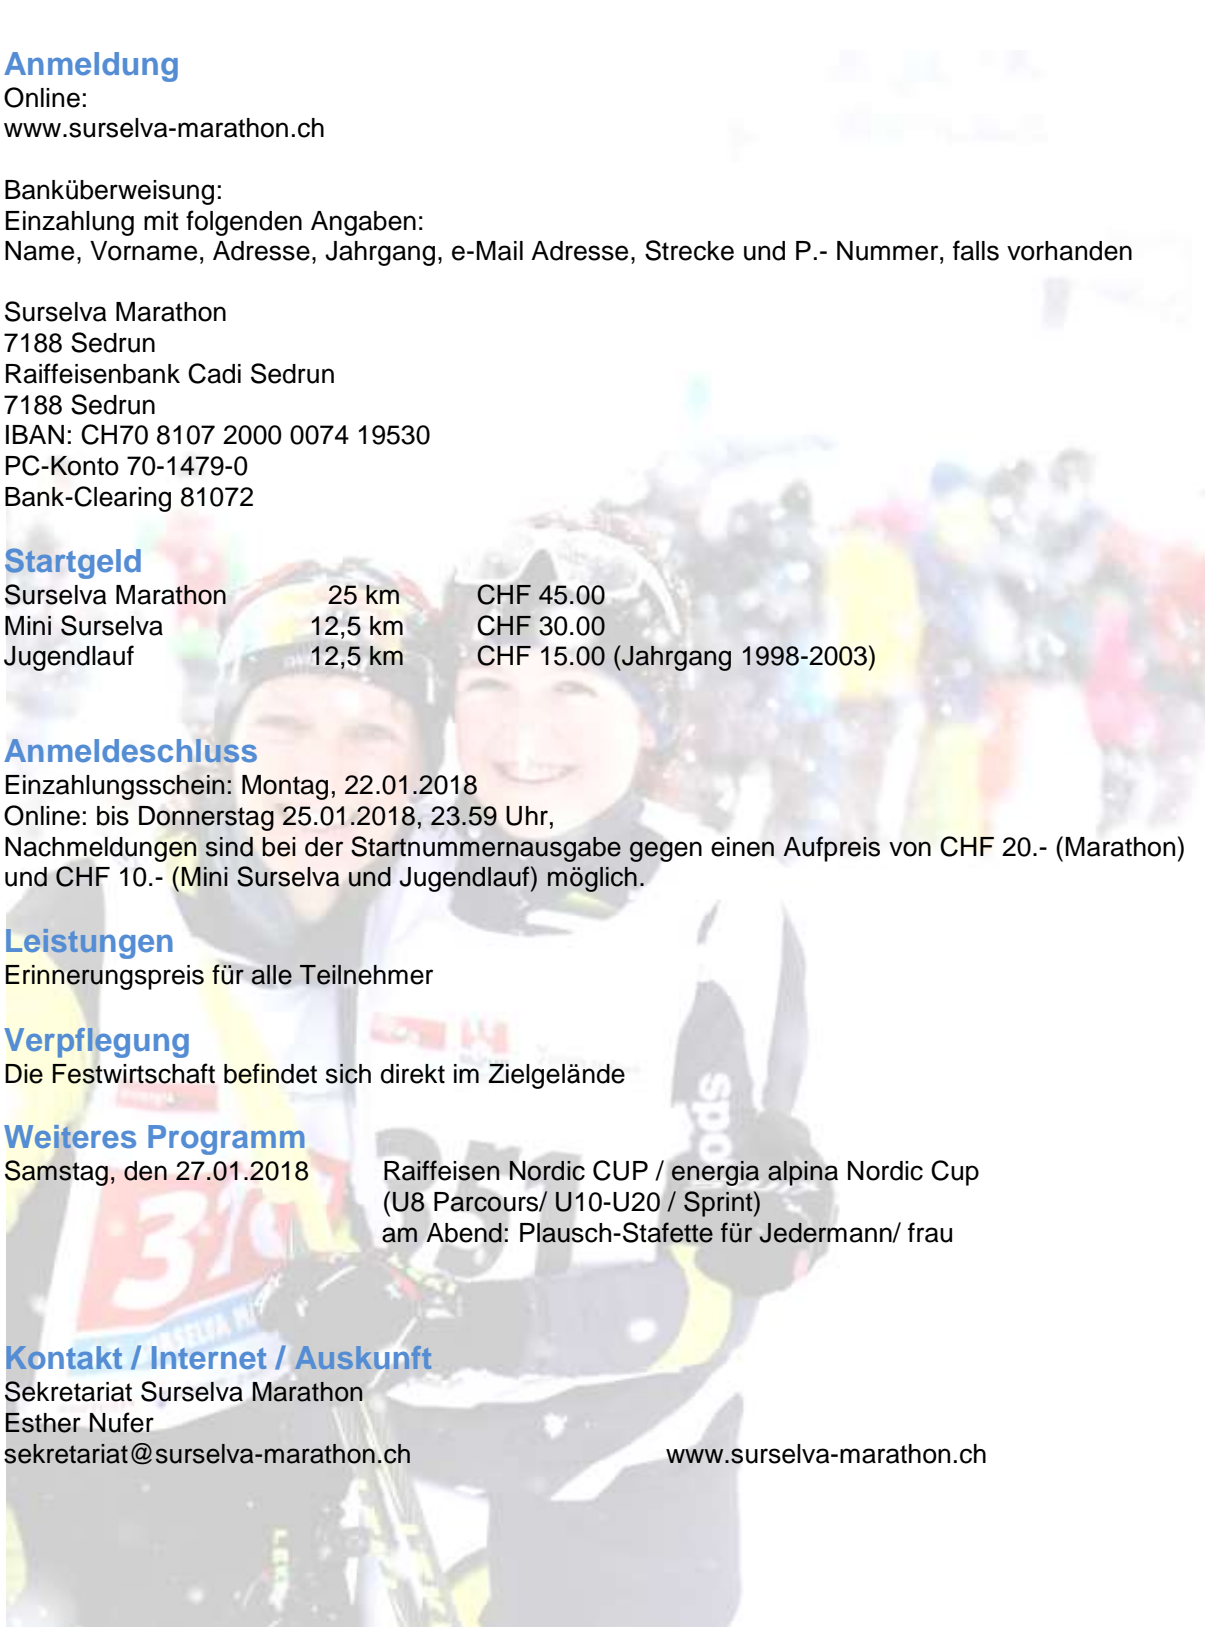 Anmeldung
Online:
www.surselva-marathon.ch
Banküberweisung:
Einzahlung mit folgenden Angaben:
Name, Vorname, Adresse, Jahrgang, e-Mail Adresse, Strecke und P.- Nummer, falls vorhanden
Surselva Marathon
7188 Sedrun
Raiffeisenbank Cadi Sedrun
7188 Sedrun
IBAN: CH70 8107 2000 0074 19530
PC-Konto 70-1479-0
Bank-Clearing 81072
Startgeld
Surselva Marathon 25 km CHF 45.00
Mini Surselva 12,5 km CHF 30.00
Jugendlauf 12,5 km CHF 15.00 (Jahrgang 1998-2003)
Anmeldeschluss
Einzahlungsschein: Montag, 22.01.2018
Online: bis Donnerstag 25.01.2018, 23.59 Uhr,
Nachmeldungen sind bei der Startnummernausgabe gegen einen Aufpreis von CHF 20.- (Marathon)
und CHF 10.- (Mini Surselva und Jugendlauf) möglich.
Leistungen
Erinnerungspreis für alle Teilnehmer
Verpflegung
Die Festwirtschaft befindet sich direkt im Zielgelände
Weiteres Programm
Samstag, den 27.01.2018 Raiffeisen Nordic CUP / energia alpina Nordic Cup
(U8 Parcours/ U10-U20 / Sprint)
am Abend: Plausch-Stafette für Jedermann/ frau
351
Kontakt / Internet / Auskunft
Sekretariat Surselva Marathon
Esther Nufer
sekretariat@surselva-marathon.ch www.surselva-marathon.ch